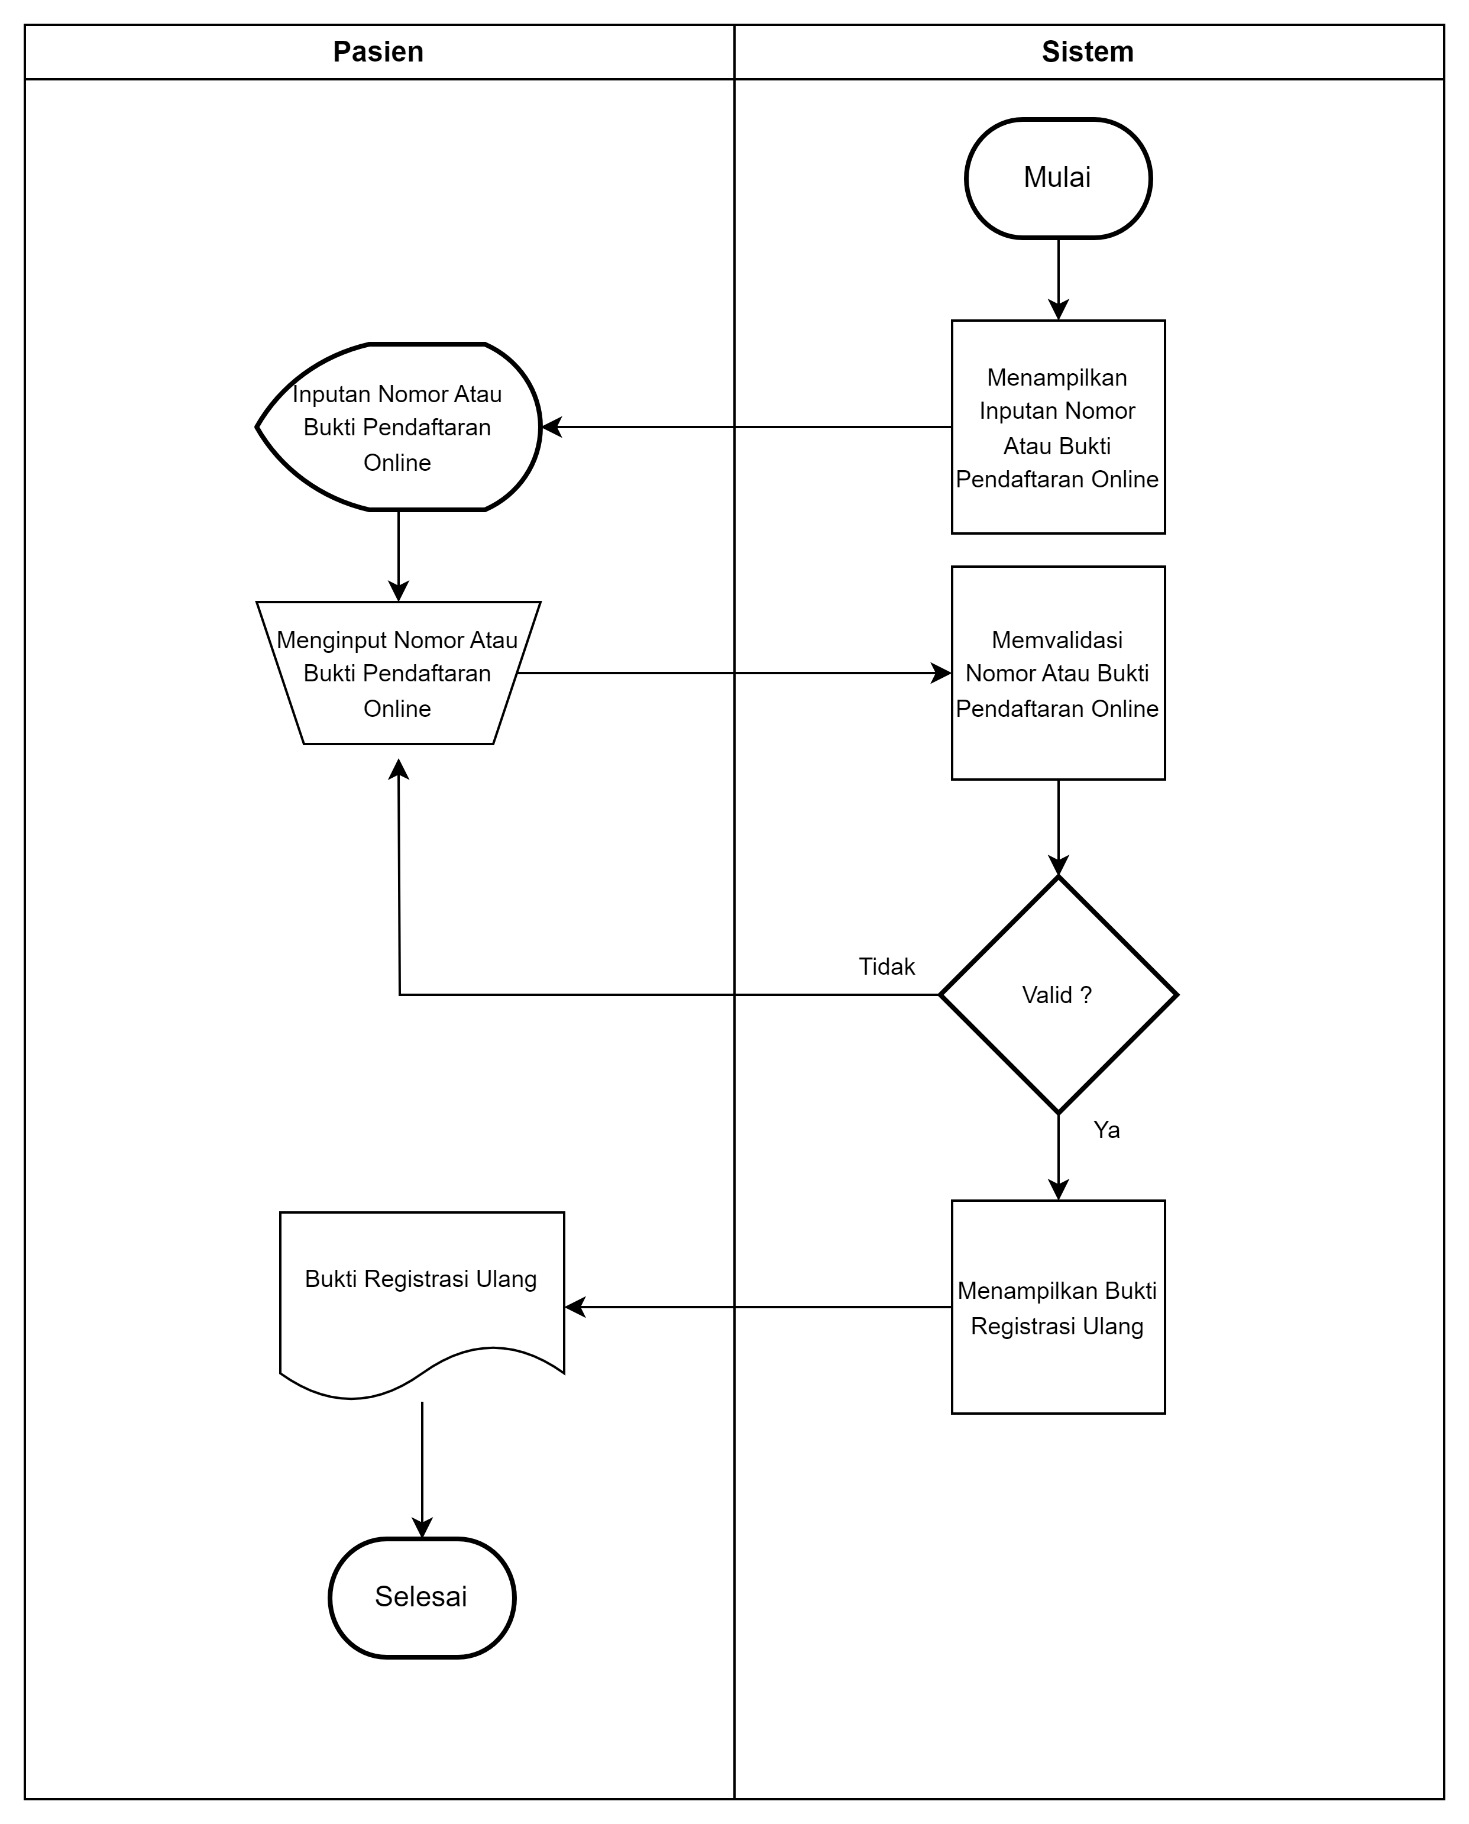 Pasien
Sistem
Mulai
Menampilkan
Inputan Nomor
Atau Bukti
Pendaftaran Online
Inputan Nomor Atau
Bukti Pendaftaran
Online
Menginput Nomor Atau
Bukti Pendaftaran
Online
Memvalidasi
Nomor Atau Bukti
Pendaftaran Online
Valid ?
Tidak
Ya
Menampilkan Bukti
Registrasi Ulang
Bukti Registrasi Ulang
Selesai